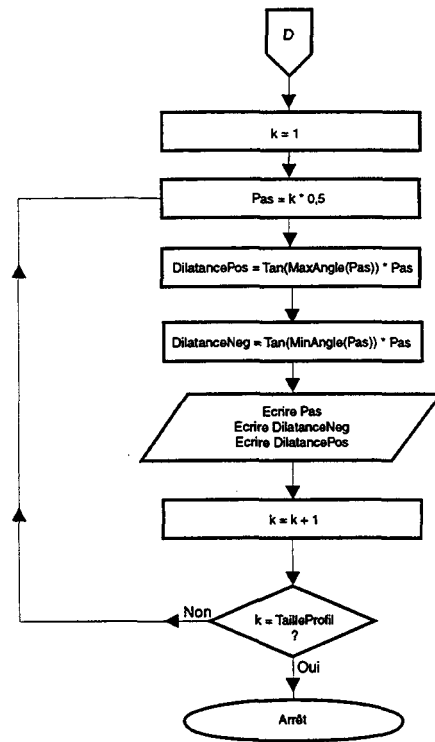 D
k = 1
Pas = k * 0,5
DilatancePos = Tan(MaxAngle(Pas)) * Pas
DilatanceNeg = Tan(MinAngle(Pas)) * Pas
Ecrire Pas
Ecrire DilatanceNeg
Ecrire DilatancePos
k = k + 1
Non
k = TailleProfil
?
Oui
Arrêt